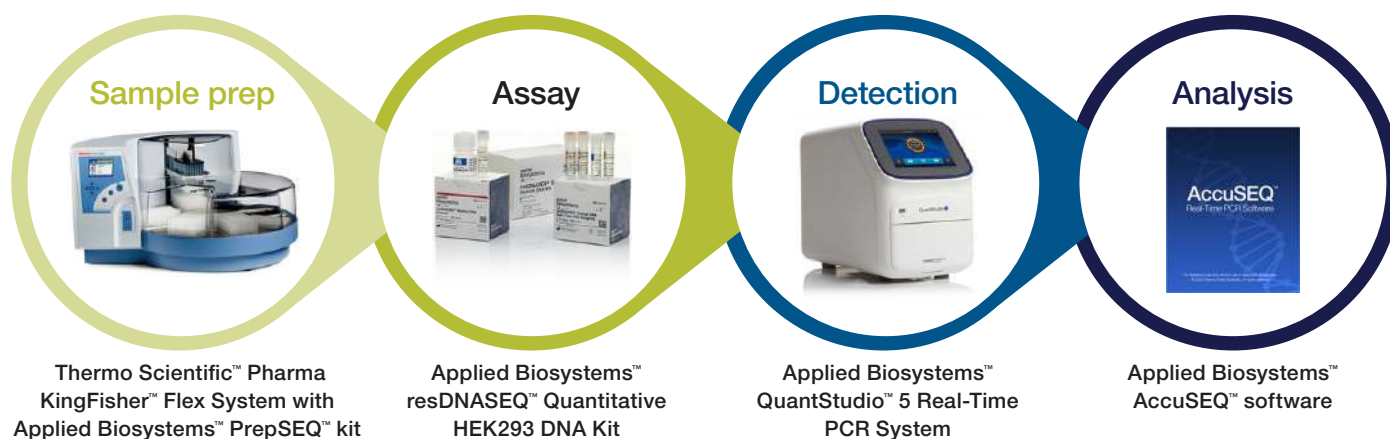 Sample prep
Assay
Detection
Analysis
AccuSEQ™
Real-Time PCR Software
QuantStudio
Thermo Scientific™ Pharma
KingFisher™ Flex System with
Applied Biosystems™ PrepSEQ™ kit
Applied Biosystems™
resDNASEQ™ Quantitative
HEK293 DNA Kit
Applied Biosystems™
QuantStudio™ 5 Real-Time
PCR System
Applied Biosystems™
AccuSEQ™ software